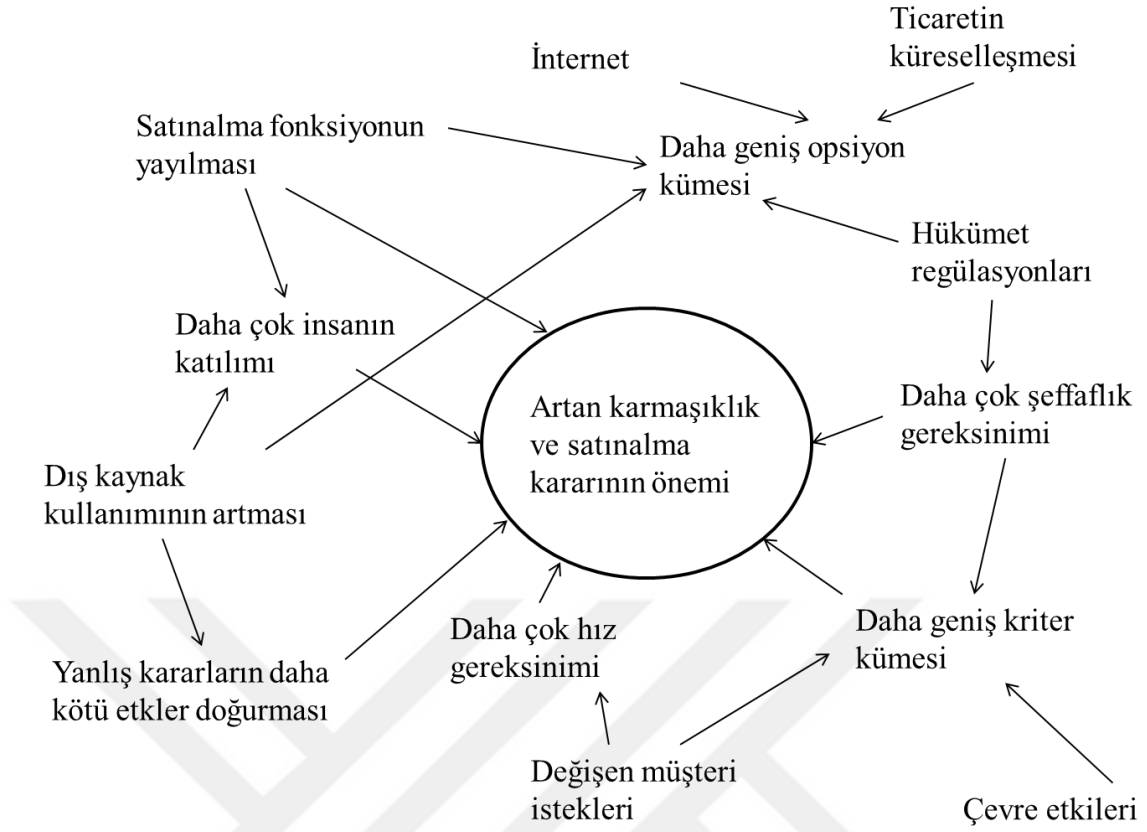 Ticaretin
küreselleşmesi
İnternet
Satınalma fonksiyonun
yayılması
Daha geniş opsiyon
kümesi
Hükümet
regülasyonları
Daha çok insanın
katılımı
Artan karmaşıklık
ve satınalma
kararının önemi
Daha çok şeffaflık
gereksinimi
Dış kaynak
kullanımının artması
Daha çok hız
gereksinimi
Daha geniş kriter
kümesi
Yanlış kararların daha
kötü etkler doğurması
Değişen müşteri
istekleri
Çevre etkileri